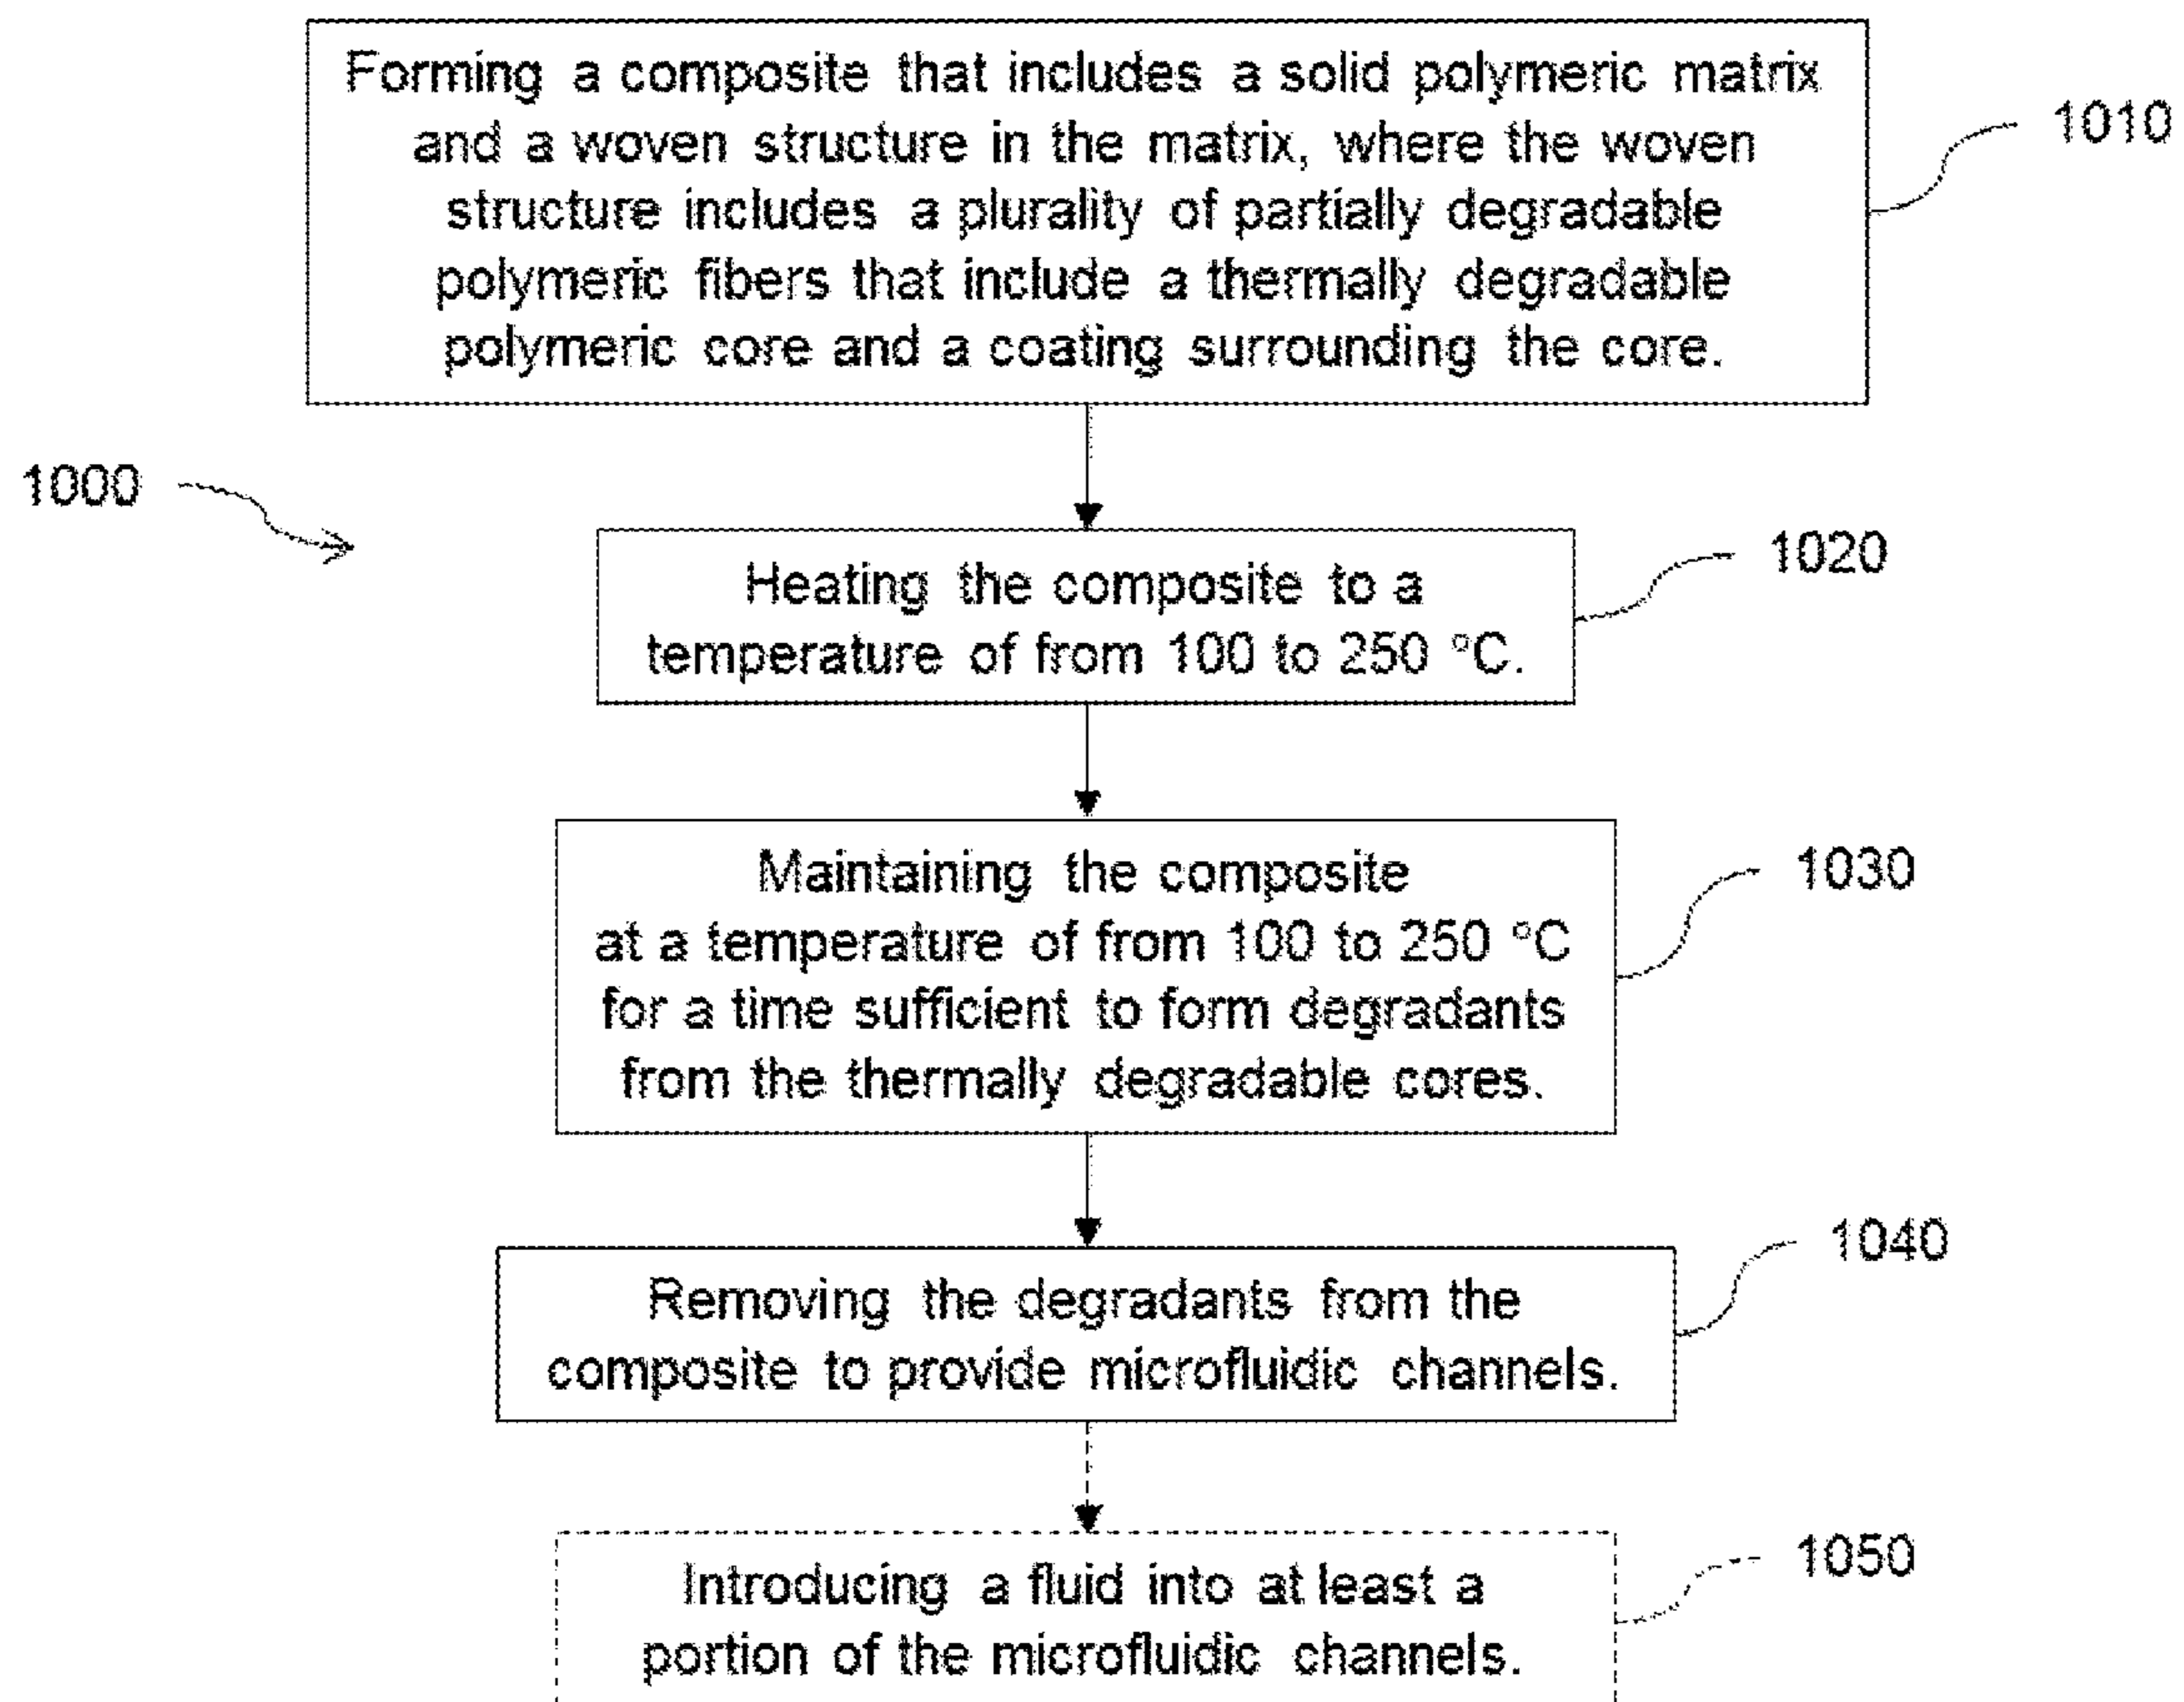 Forming a composite that includes a solid polymeric matrix
and a woven structure in the matrix, where the woven
structure includes a plurality of partially degradable
polymeric fibers that include a thermally degradable
polymeric core and a coating surrounding the core.
1010
1000
Heating the composite to a
temperature of from 100 to 250 °C.
1020
Maintaining the composite
at a temperature of from 100 to 250 °C
for a time sufficient to form degradants
from the thermally degradable cores.
1030
Removing the degradants from the
composite to provide microfluidic channels.
1040
Introducing a fluid into at least a
portion of the microfluidic channels.
1050